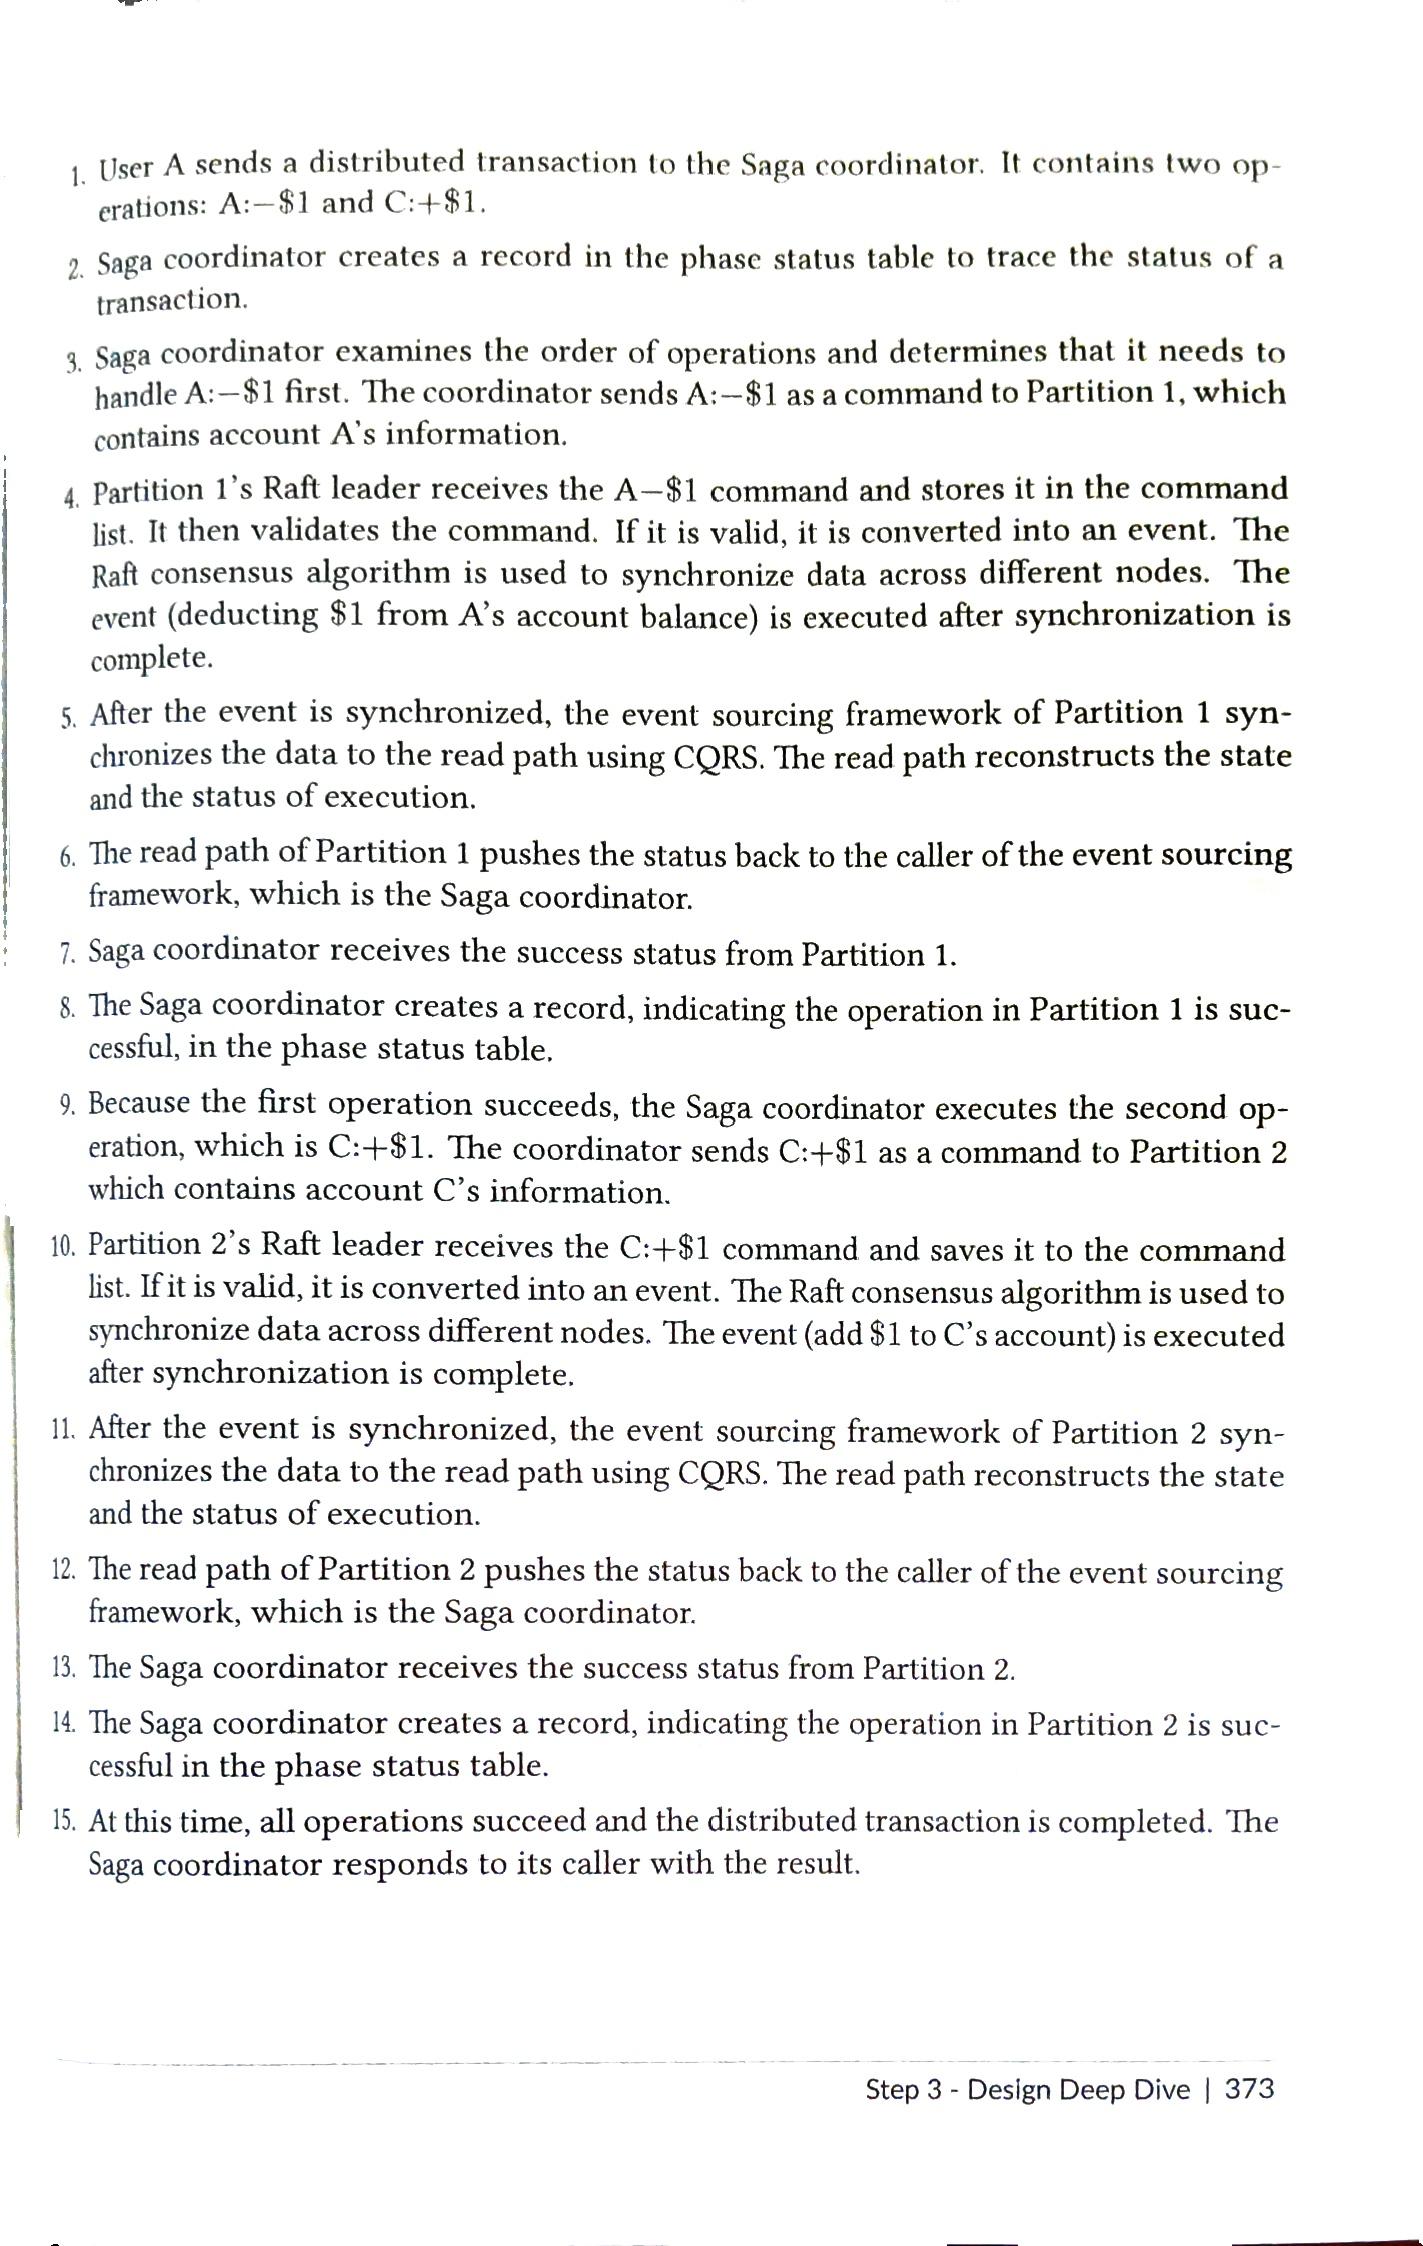 1. User A sends a distributed transaction to the Saga coordinator. It contains two op-
erations: A:−$1 and C:+$1.
2. Saga coordinator creates a record in the phase status table to trace the status of a
transaction.
3. Saga coordinator examines the order of operations and determines that it needs to
handle A:−$1 first. The coordinator sends A:−$1 as a command to Partition 1, which
contains account A's information.
4. Partition 1's Raft leader receives the A−$1 command and stores it in the command
list. It then validates the command. If it is valid, it is converted into an event. The
Raft consensus algorithm is used to synchronize data across different nodes. The
event (deducting $1 from A's account balance) is executed after synchronization is
complete.
5. After the event is synchronized, the event sourcing framework of Partition 1 syn-
chronizes the data to the read path using CQRS. The read path reconstructs the state
and the status of execution.
6. The read path of Partition 1 pushes the status back to the caller of the event sourcing
framework, which is the Saga coordinator.
7. Saga coordinator receives the success status from Partition 1.
8. The Saga coordinator creates a record, indicating the operation in Partition 1 is suc-
cessful, in the phase status table.
9. Because the first operation succeeds, the Saga coordinator executes the second op-
eration, which is C:+$1. The coordinator sends C:+$1 as a command to Partition 2
which contains account C's information.
10. Partition 2's Raft leader receives the C:+$1 command and saves it to the command
list. If it is valid, it is converted into an event. The Raft consensus algorithm is used to
synchronize data across different nodes. The event (add $1 to C's account) is executed
after synchronization is complete.
11. After the event is synchronized, the event sourcing framework of Partition 2 syn-
chronizes the data to the read path using CQRS. The read path reconstructs the state
and the status of execution.
12. The read path of Partition 2 pushes the status back to the caller of the event sourcing
framework, which is the Saga coordinator.
13. The Saga coordinator receives the success status from Partition 2.
14. The Saga coordinator creates a record, indicating the operation in Partition 2 is suc-
cessful in the phase status table.
15. At this time, all operations succeed and the distributed transaction is completed. The
Saga coordinator responds to its caller with the result.
Step 3 - Design Deep Dive | 373